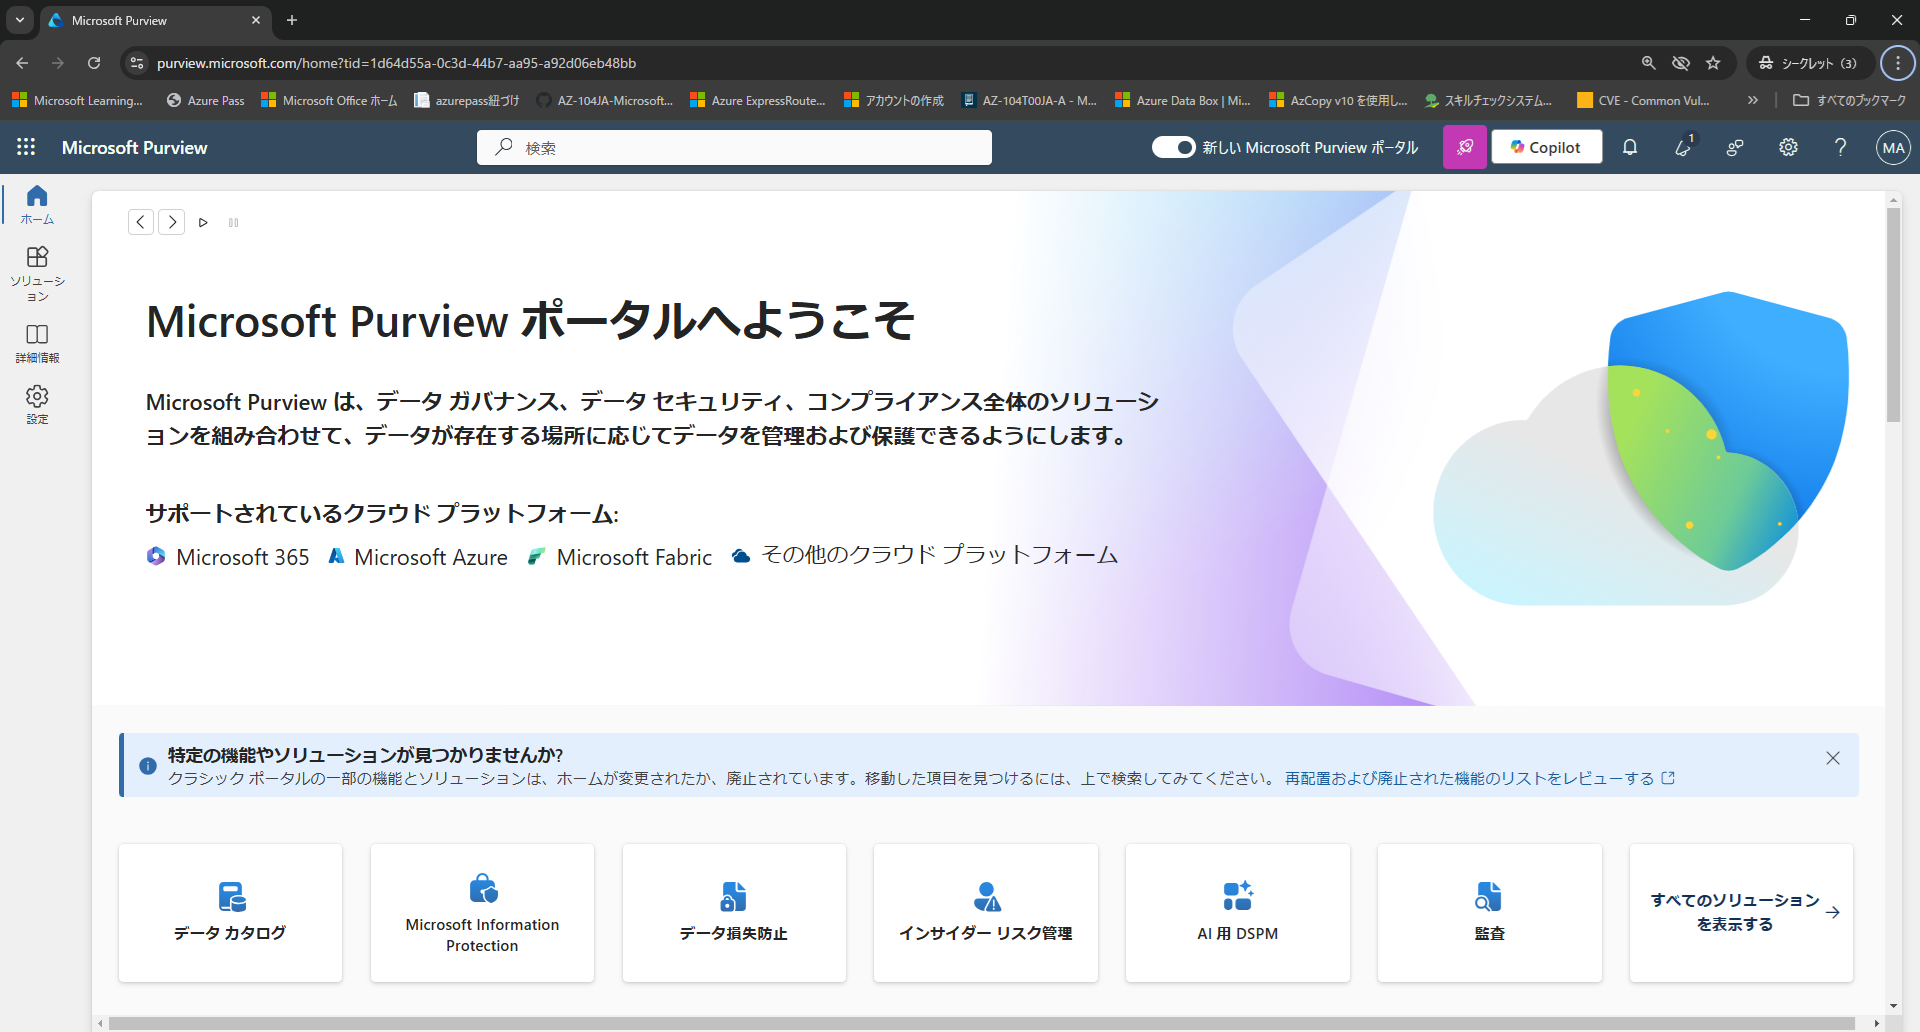 Microsoft Purview
purview.microsoft.com/home?tid=1d64d55a-0c3d-44b7-aa95-a92d06eb48bb
シークレット (3)
Microsoft Learning...
Azure Pass
Microsoft Office ホーム
azurepass紐づけ
AZ-104JA-Microsoft...
Azure ExpressRoute...
アカウントの作成
AZ-104T00JA-A - M...
Azure Data Box | Mi...
AzCopy v10 を使用し...
スキルチェックシステム...
CVE - Common Vul...
すべてのブックマーク
Microsoft Purview
検索
新しい Microsoft Purview ポータル
Copilot
1
MA
ホーム
ソリューシ
ョン
詳細情報
設定
Microsoft Purview ポータルへようこそ
Microsoft Purview は、データ ガバナンス、データ セキュリティ、コンプライアンス全体のソリューシ
ョンを組み合わせて、データが存在する場所に応じてデータを管理および保護できるようにします。
サポートされているクラウド プラットフォーム:
Microsoft 365 Microsoft Azure Microsoft Fabric その他のクラウド プラットフォーム
特定の機能やソリューションが見つかりませんか?
クラシック ポータルの一部の機能とソリューションは、ホームが変更されたか、廃止されています。移動した項目を見つけるには、上で検索してみてください。 再配置および廃止された機能のリストをレビューする
データ カタログ
Microsoft Information
Protection
データ損失防止
インサイダー リスク管理
AI 用 DSPM
監査
すべてのソリューション
を表示する